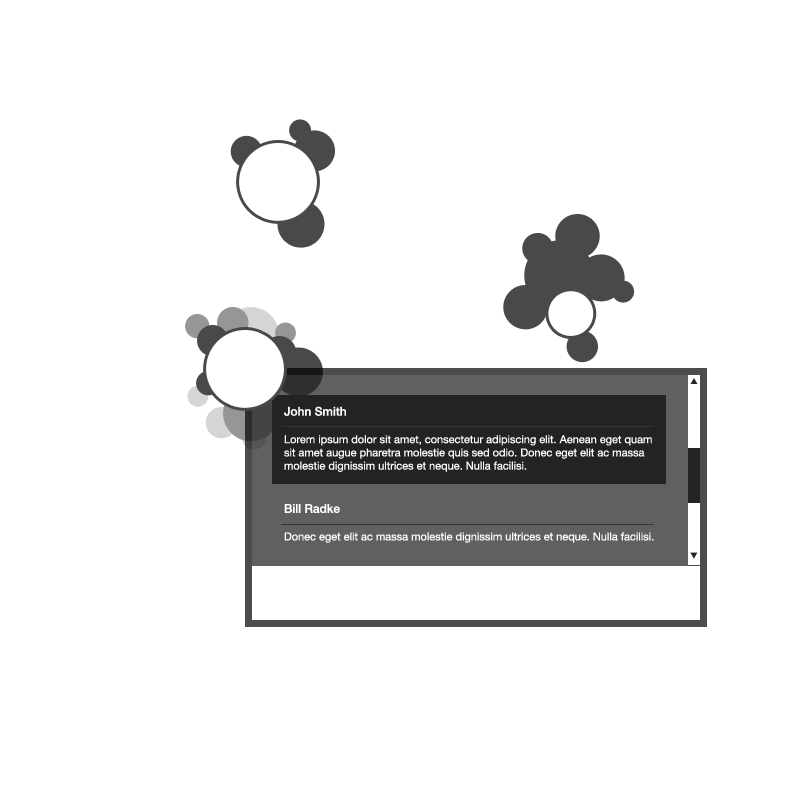 John Smith
Lorem ipsum dolor sit amet, consectetur adipiscing elit. Aenean eget quam
sit amet augue pharetra molestie quis sed odio. Donec eget elit ac massa
molestie dignissim ultrices et neque. Nulla facilisi.
Bill Radke
Donec eget elit ac massa molestie dignissim ultrices et neque. Nulla facilisi.